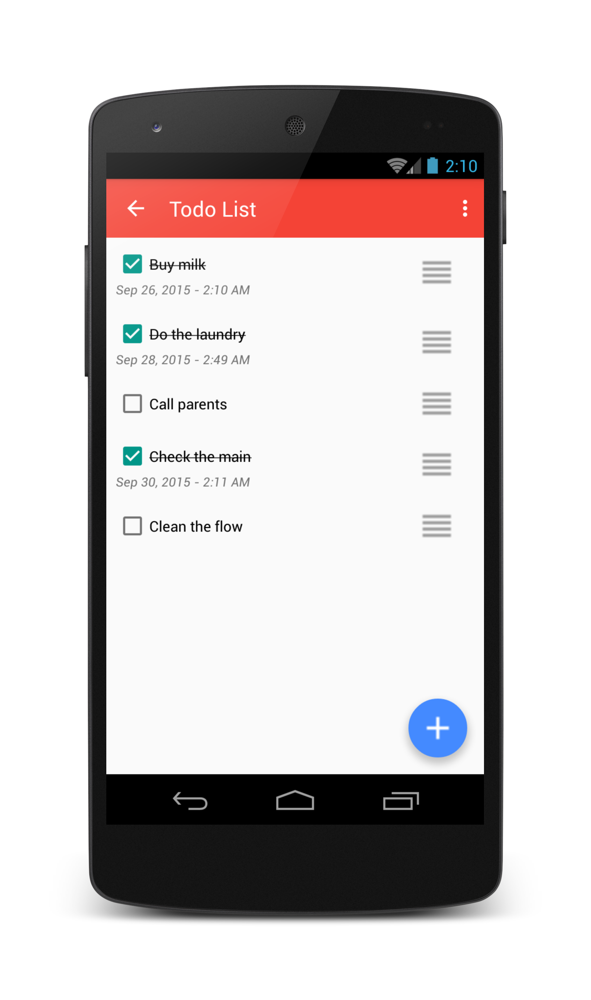 2:10
Todo List
Buy milk
Sep 26, 2015 - 2:10 AM
Do the laundry
Sep 28, 2015 - 2:49 AM
Call parents
Check the main
Sep 30, 2015 - 2:11 AM
Clean the flow